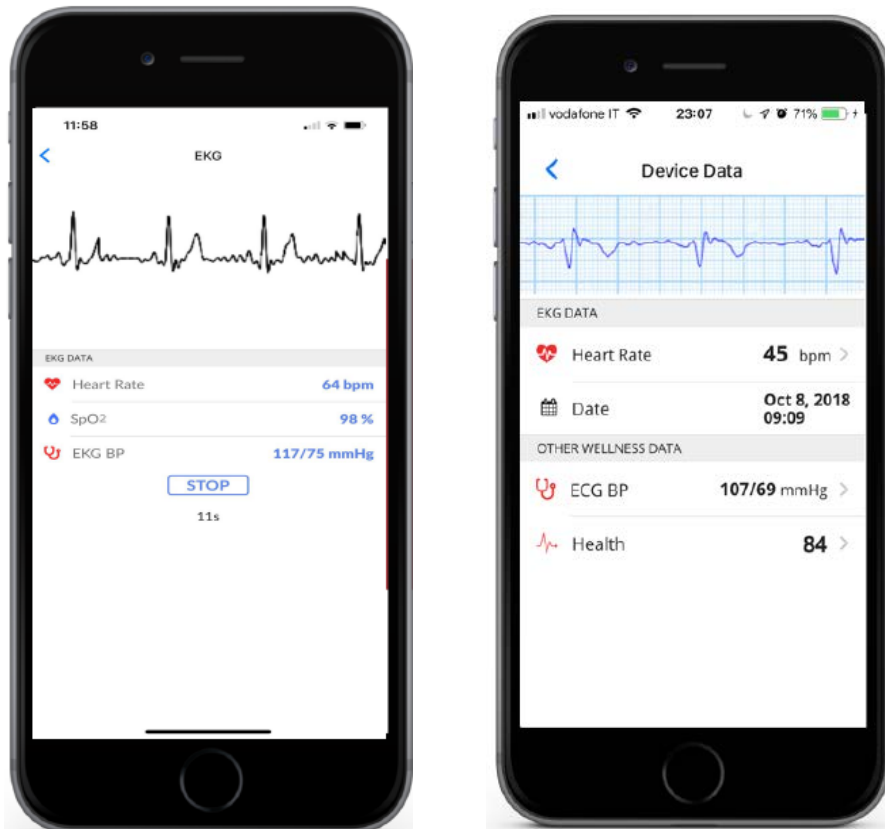 11:58
EKG
EKG DATA
Heart Rate 64 bpm
SpO2 98 %
EKG BP 117/75 mmHg
STOP
11s
vodafone IT 23:07 71%
Device Data
EKG DATA
Heart Rate 45 bpm
Date Oct 8, 2018
09:09
OTHER WELLNESS DATA
ECG BP 107/69 mmHg
Health 84